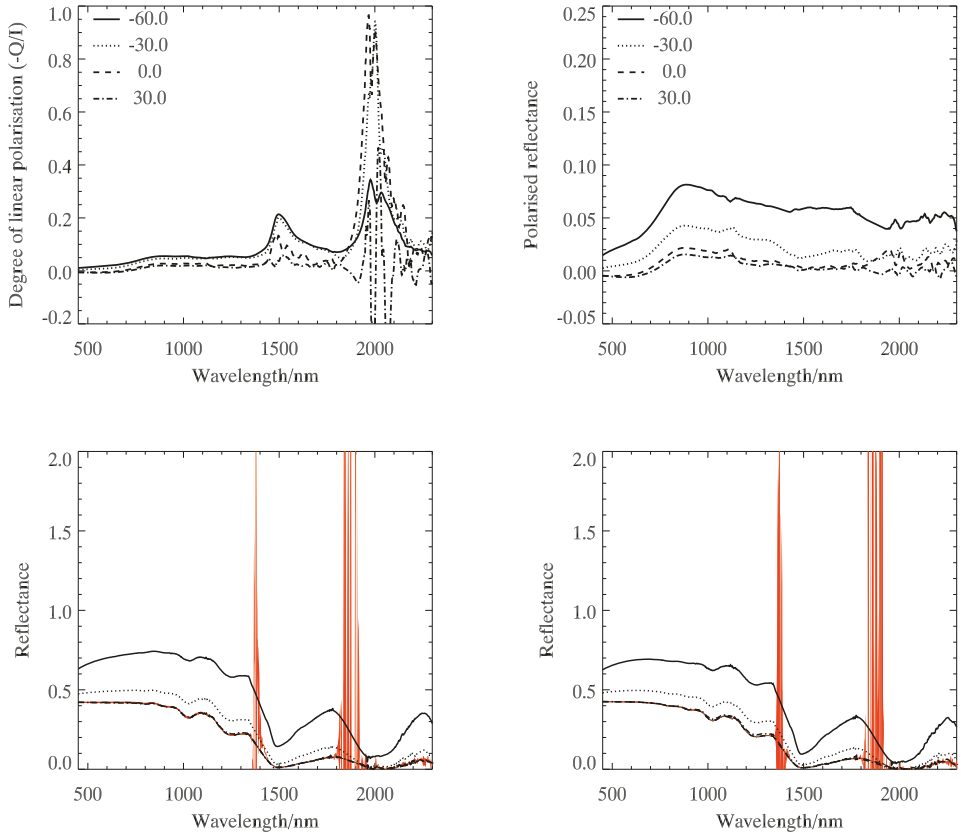 Degree of linear polarisation (-Q/I)
1.0
0.8
0.6
0.4
0.2
0.0
-0.2
-60.0
-30.0
0.0
30.0
500 1000 1500 2000
Wavelength/nm
Polarised reflectance
0.25
0.20
0.15
0.10
0.05
0.00
-0.05
-60.0
-30.0
0.0
30.0
500 1000 1500 2000
Wavelength/nm
Reflectance
2.0
1.5
1.0
0.5
0.0
500 1000 1500 2000
Wavelength/nm
Reflectance
2.0
1.5
1.0
0.5
0.0
500 1000 1500 2000
Wavelength/nm